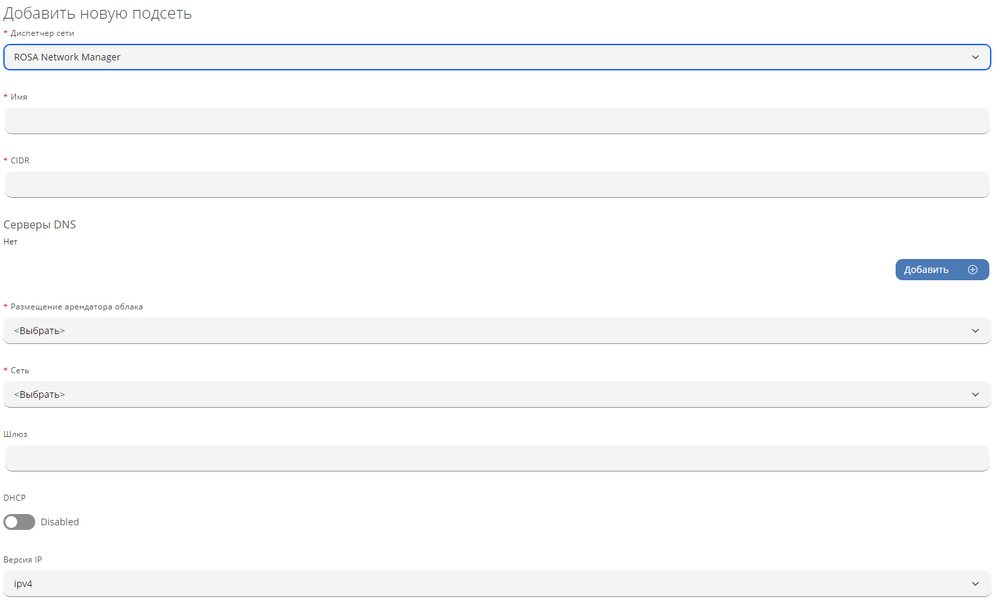 Добавить новую подсеть
* Диспетчер сети
ROSA Network Manager
* Имя
* CIDR
Серверы DNS
Нет
Добавить
* Размещение арендатора облака
<Выбрать>
* Сеть
<Выбрать>
Шлюз
DHCP
Disabled
Версия IP
ipv4